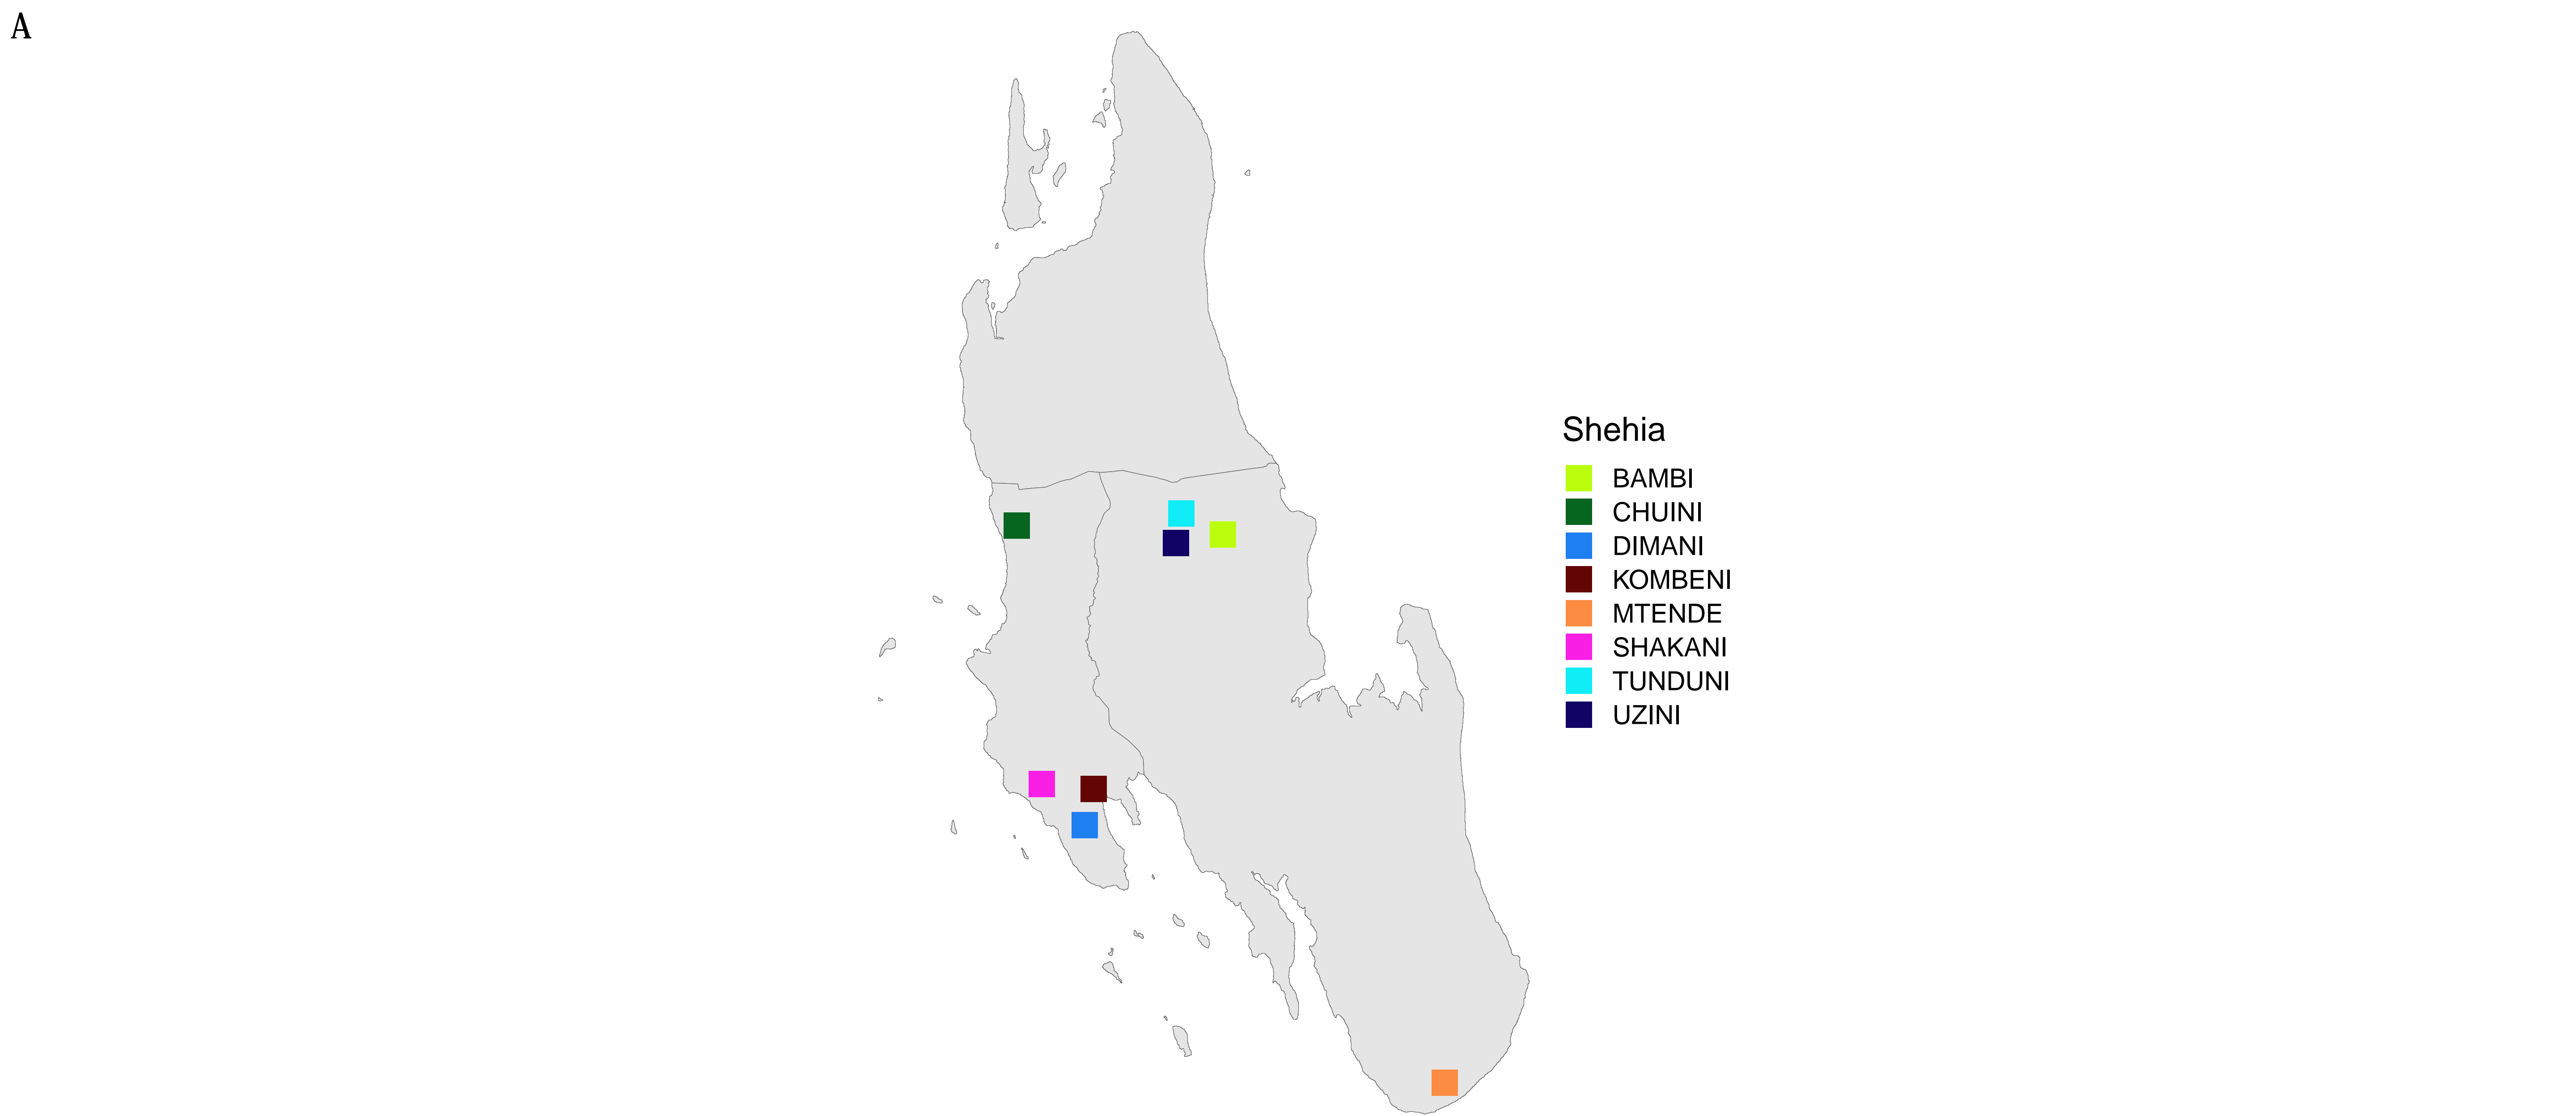 A
Shehia
BAMBI
CHUINI
DIMANI
KOMBENI
MTENDE
SHAKANI
TUNDUNI
UZINI